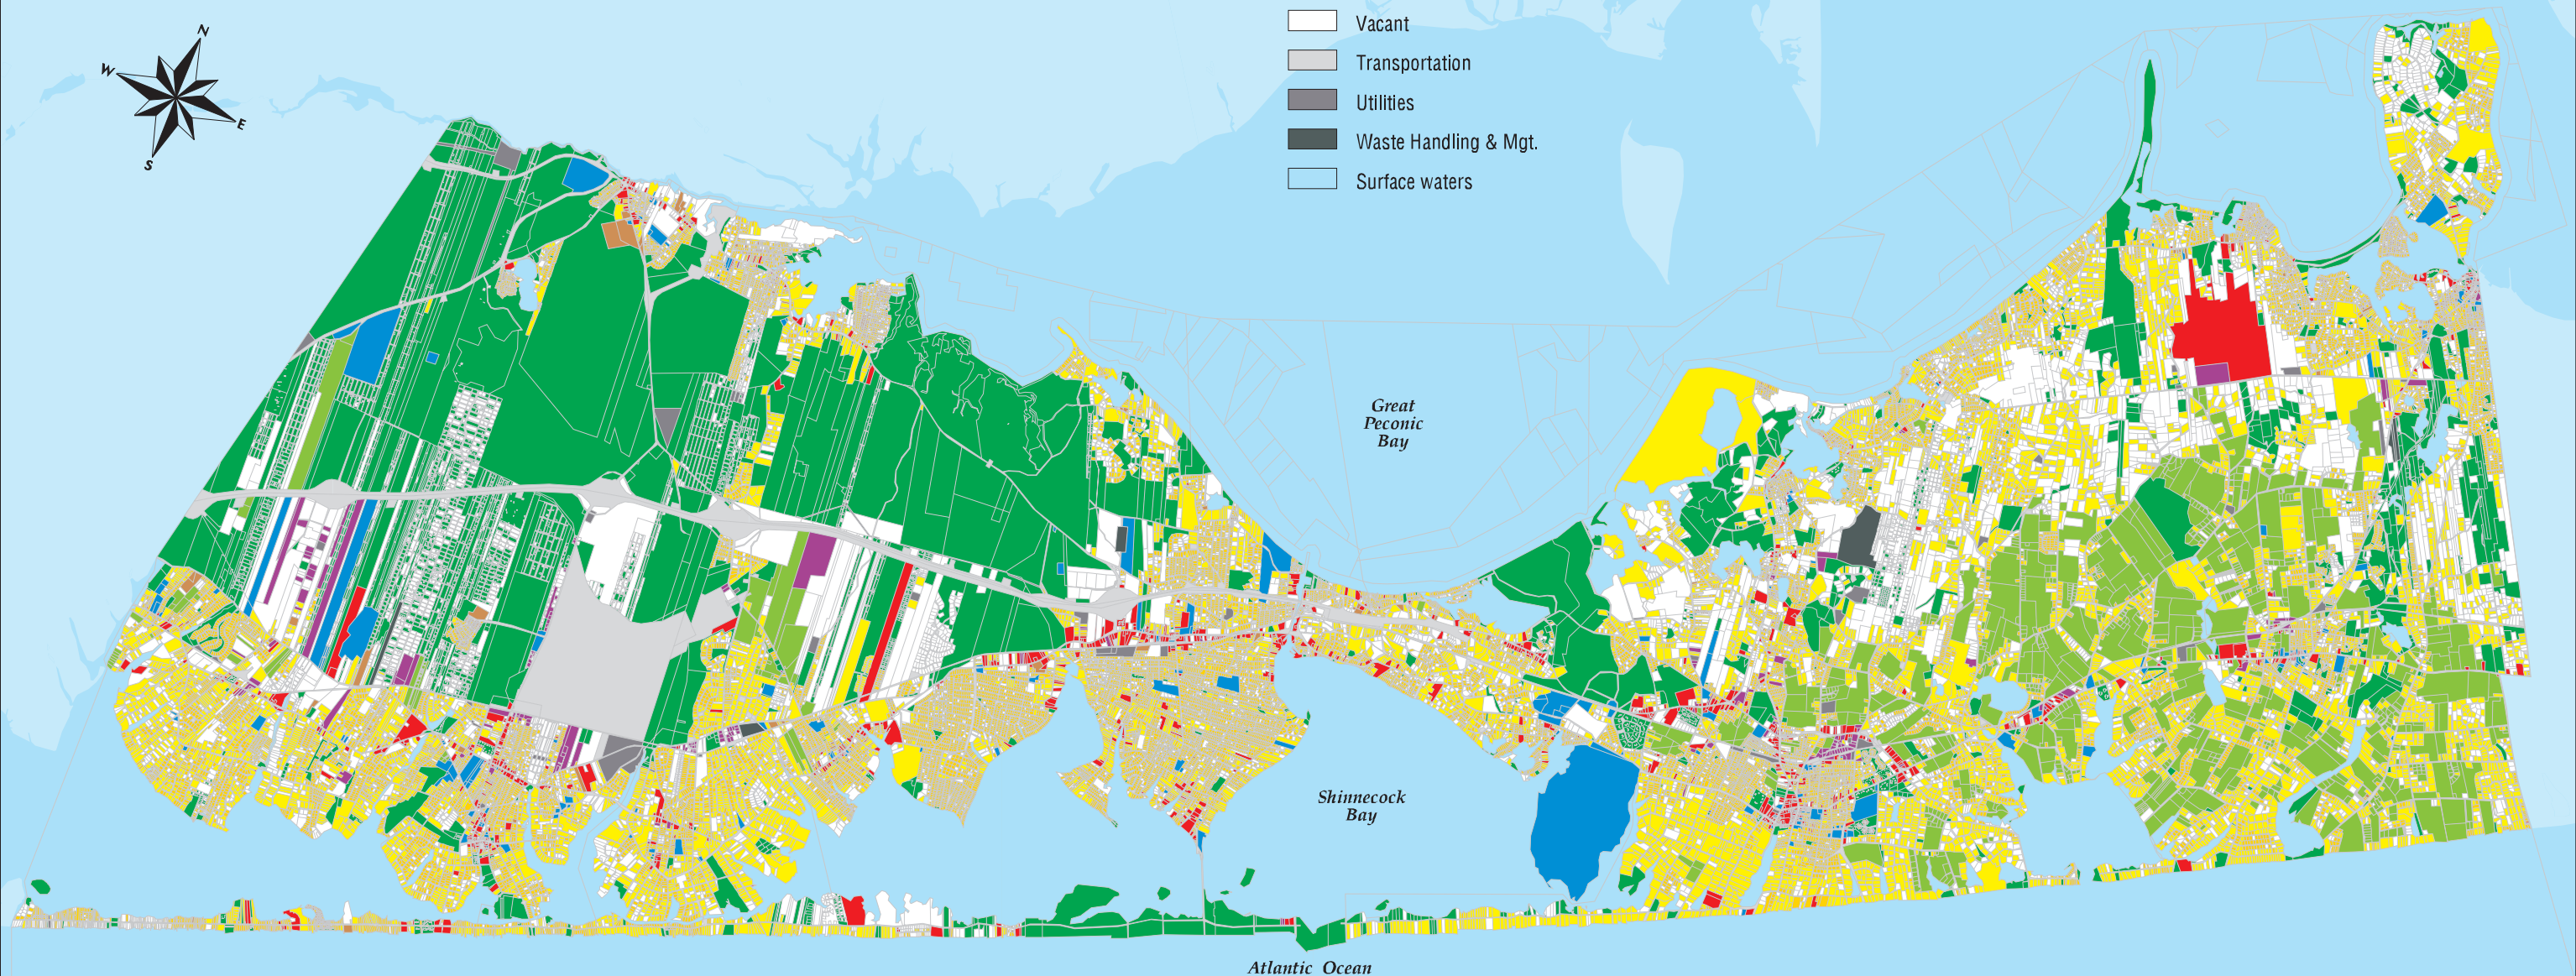 N
W
E
S
Vacant
Transportation
Utilities
Waste Handling & Mgt.
Surface waters
Great
Peconic
Bay
Shinnecock
Bay
Atlantic Ocean